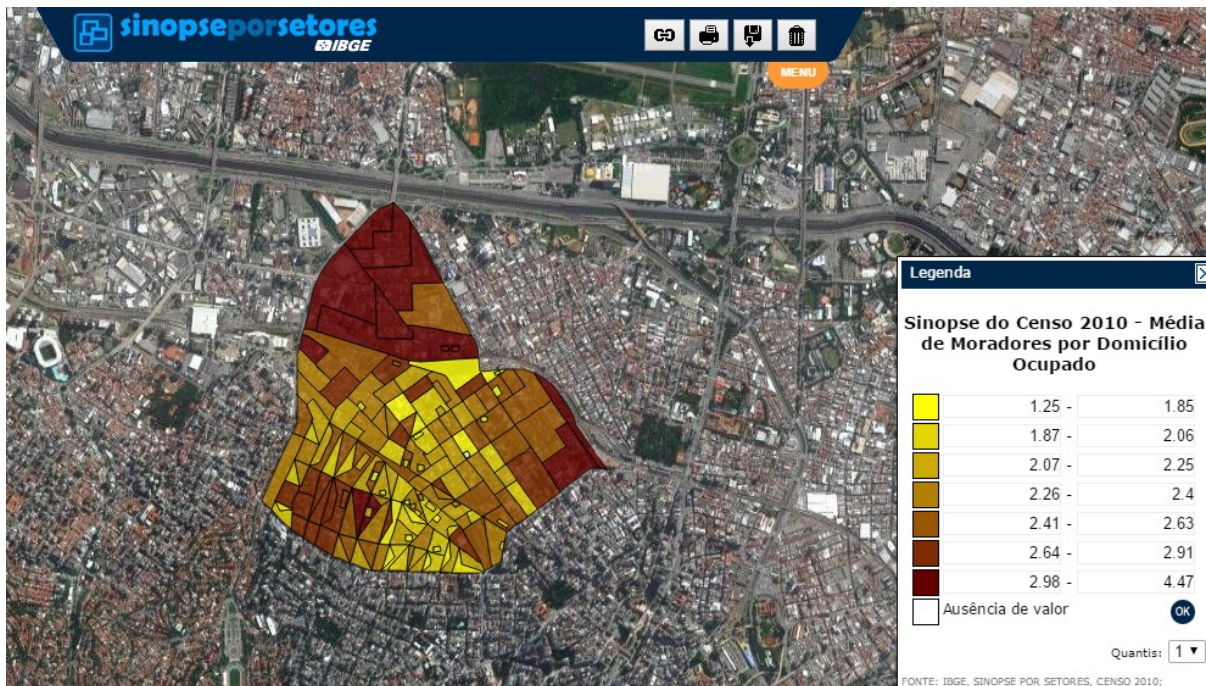 sinopseporsetores
IBGE
MENU
Legenda
Sinopse do Censo 2010 - Média
de Moradores por Domicílio
Ocupado
1.25 - 1.85
1.87 - 2.06
2.07 - 2.25
2.26 - 2.4
2.41 - 2.63
2.64 - 2.91
2.98 - 4.47
Ausência de valor OK
Quantis: 1
FONTE: IBGE, SINOPSE POR SETORES, CENSO 2010;